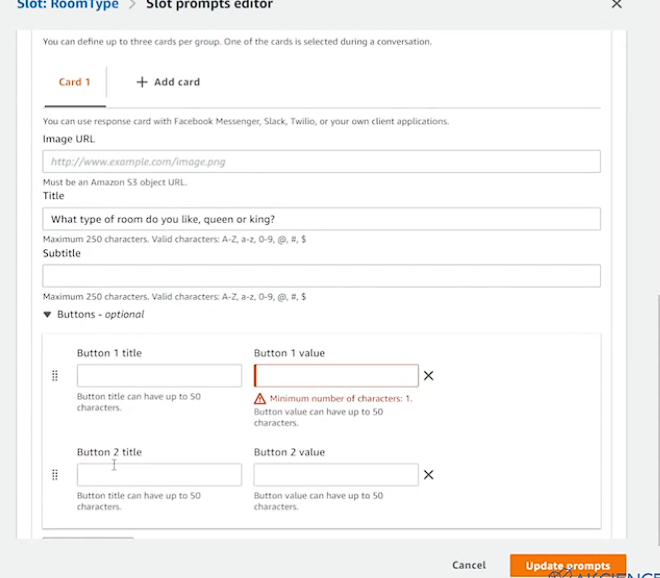 Slot: RoomType > Slot prompts editor
You can define up to three cards per group. One of the cards is selected during a conversation.
Card 1
+ Add card
You can use response card with Facebook Messenger, Slack, Twilio, or your own client applications.
Image URL
http://www.example.com/image.png
Must be an Amazon S3 object URL.
Title
What type of room do you like, queen or king?
Maximum 250 characters. Valid characters: A-Z, a-z, 0-9, @, #, $
Subtitle
Maximum 250 characters. Valid characters: A-Z, a-z, 0-9, @, #, $
Buttons - optional
Button 1 title
Button 1 value
Button title can have up to 50
characters.
Minimum number of characters: 1.
Button value can have up to 50
characters.
Button 2 title
Button 2 value
Button title can have up to 50
characters.
Button value can have up to 50
characters.
Cancel
Update prompts